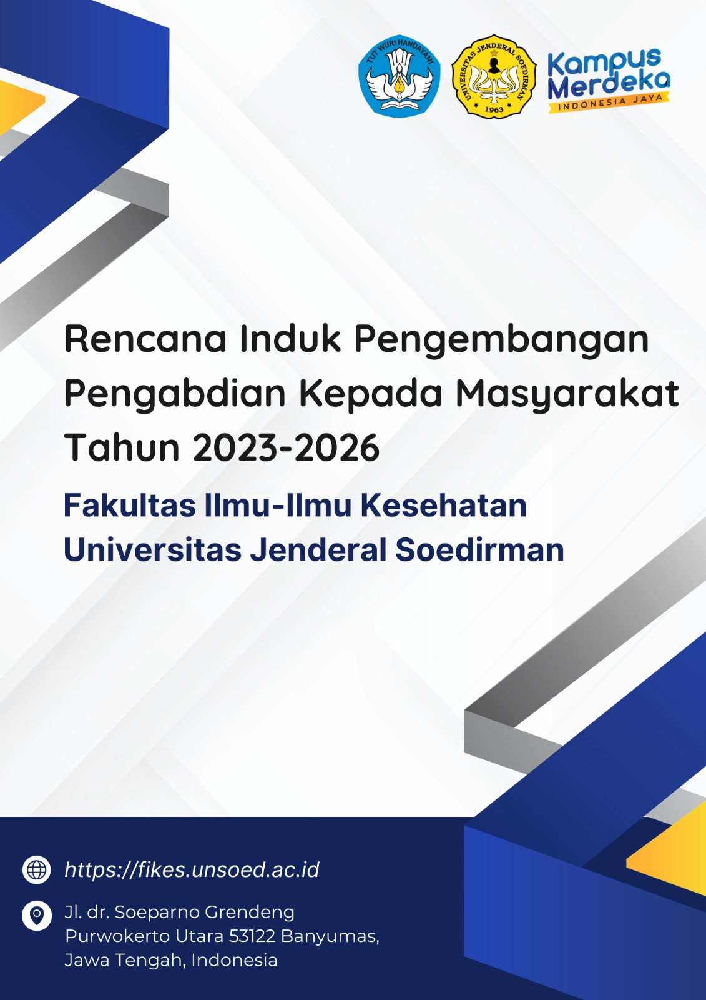 TUT WURI HANDAYANI
UNIVERSITAS JENDERAL SOEDIRMAN
1963
Kampus
Merdeka
INDONESIA JAYA
Rencana Induk Pengembangan
Pengabdian Kepada Masyarakat
Tahun 2023-2026
Fakultas Ilmu-Ilmu Kesehatan
Universitas Jenderal Soedirman
https://fikes.unsoed.ac.id
Jl. dr. Soeparno Grendeng
Purwokerto Utara 53122 Banyumas,
Jawa Tengah, Indonesia